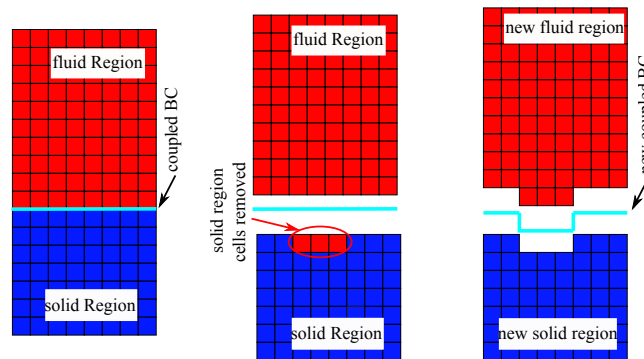 fluid Region
coupled BC
solid Region
fluid Region
solid region
cells removed
solid Region
new fluid region
new coupled BC
new solid region